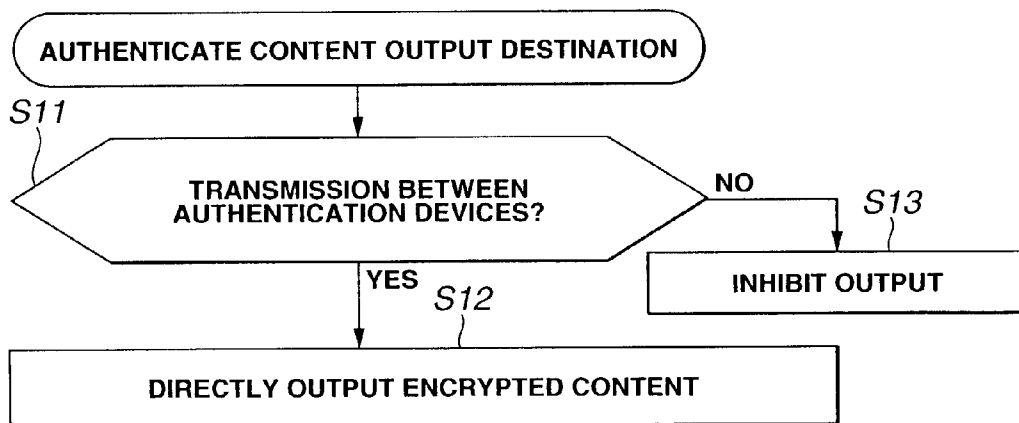 AUTHENTICATE CONTENT OUTPUT DESTINATION
S11
TRANSMISSION BETWEEN
AUTHENTICATION DEVICES?
NO
S13
INHIBIT OUTPUT
YES
S12
DIRECTLY OUTPUT ENCRYPTED CONTENT